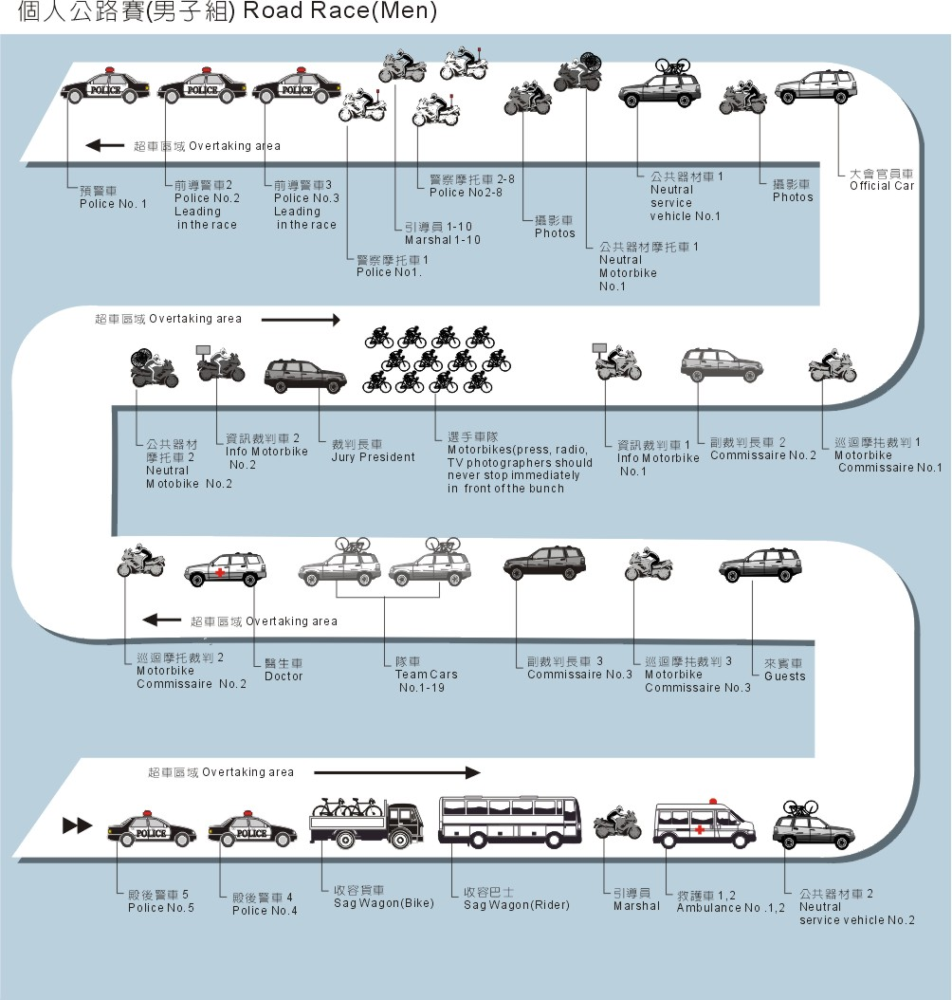 個人公路賽(男子組) Road Race(Men)
POLICE
POLICE
POLICE
超車區域 Overtaking area
預警車
Police No. 1
前導警車2
Police No.2
Leading
in the race
前導警車3
Police No.3
Leading
in the race
警察摩托車1
Police No1.
引導員 1-10
Marshal 1-10
警察摩托車 2-8
Police No2-8
攝影車
Photos
公共器材摩托車 1
Neutral
Motorbike
No.1
公共器材車 1
Neutral
service
vehicle No.1
攝影車
Photos
大會官員車
Official Car
超車區域 Overtaking area
公共器材
摩托車 2
Neutral
Motobike No.2
資訊裁判車 2
Info Motorbike
No.2
裁判長車
Jury President
選手車隊
Motorbikes(press, radio,
TV photographers should
never stop immediately
in front of the bunch
資訊裁判車 1
Info Motorbike
No.1
副裁判長車 2
Commissaire No.2
巡迴摩托裁判 1
Motorbike
Commissaire No.1
超車區域 Overtaking area
巡迴摩托裁判 2
Motorbike
Commissaire No.2
醫生車
Doctor
隊車
Team Cars
No.1-19
副裁判長車 3
Commissaire No.3
巡迴摩托裁判 3
Motorbike
Commissaire No.3
來賓車
Guests
超車區域 Overtaking area
POLICE
POLICE
殿後警車 5
Police No.5
殿後警車 4
Police No.4
收容貨車
Sag Wagon(Bike)
收容巴士
Sag Wagon(Rider)
引導員
Marshal
救護車 1,2
Ambulance No .1,2
公共器材車 2
Neutral
service vehicle No.2